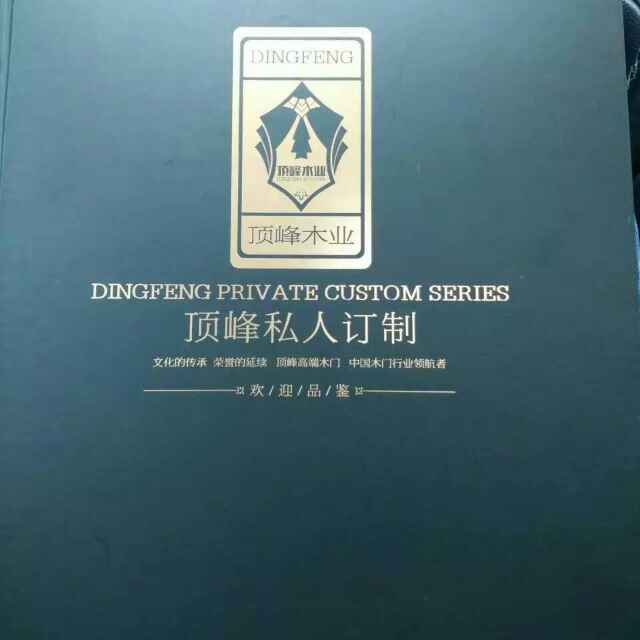 DINGFENG
顶峰木业
顶峰木业
DINGFENG PRIVATE CUSTOM SERIES
顶峰私人订制
文化的传承 荣誉的延续 顶峰高端木门 中国木门行业领航者
欢/迎/品/鉴